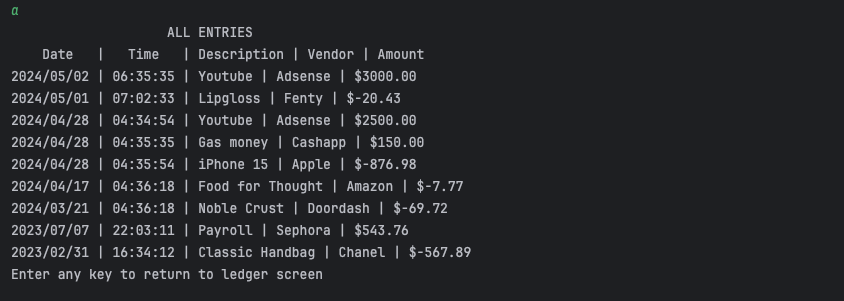 a
ALL ENTRIES
Date | Time | Description | Vendor | Amount
2024/05/02 | 06:35:35 | Youtube | Adsense | $3000.00
2024/05/01 | 07:02:33 | Lipgloss | Fenty | $-20.43
2024/04/28 | 04:34:54 | Youtube | Adsense | $2500.00
2024/04/28 | 04:35:35 | Gas money | Cashapp | $150.00
2024/04/28 | 04:35:54 | iPhone 15 | Apple | $-876.98
2024/04/17 | 04:36:18 | Food for Thought | Amazon | $-7.77
2024/03/21 | 04:36:18 | Noble Crust | Doordash | $-69.72
2023/07/07 | 22:03:11 | Payroll | Sephora | $543.76
2023/02/31 | 16:34:12 | Classic Handbag | Chanel | $-567.89
Enter any key to return to ledger screen